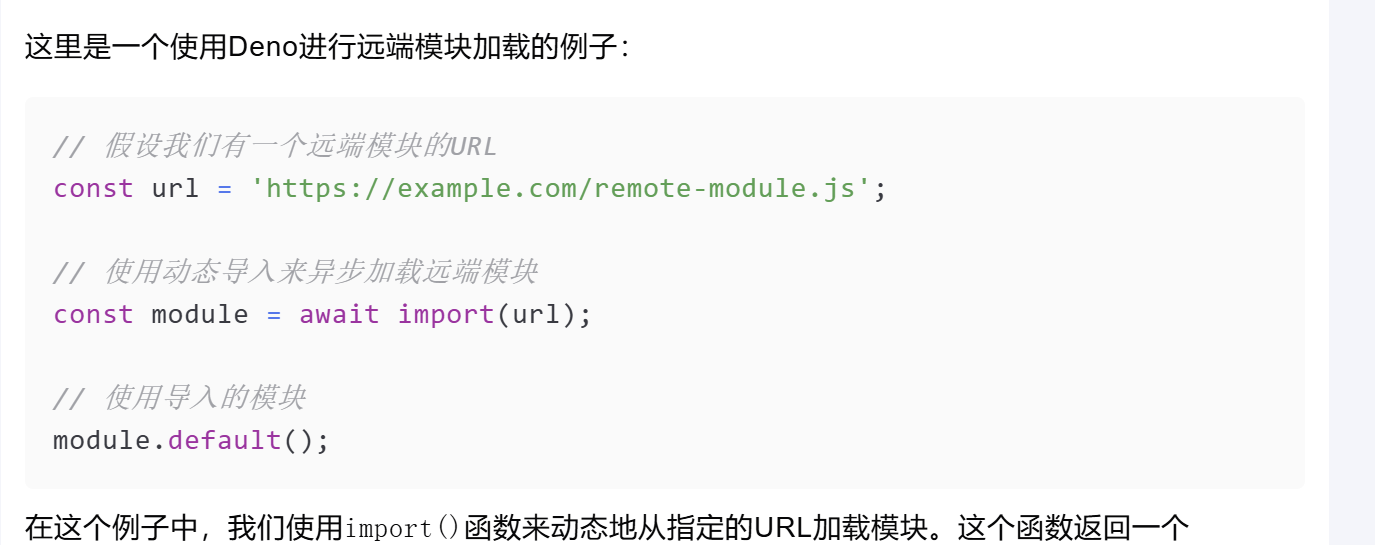 这里是一个使用Deno进行远端模块加载的例子：
// 假设我们有一个远端模块的URL
const url = 'https://example.com/remote-module.js';
// 使用动态导入来异步加载远端模块
const module = await import(url);
// 使用导入的模块
module.default();
在这个例子中，我们使用import()函数来动态地从指定的URL加载模块。这个函数返回一个